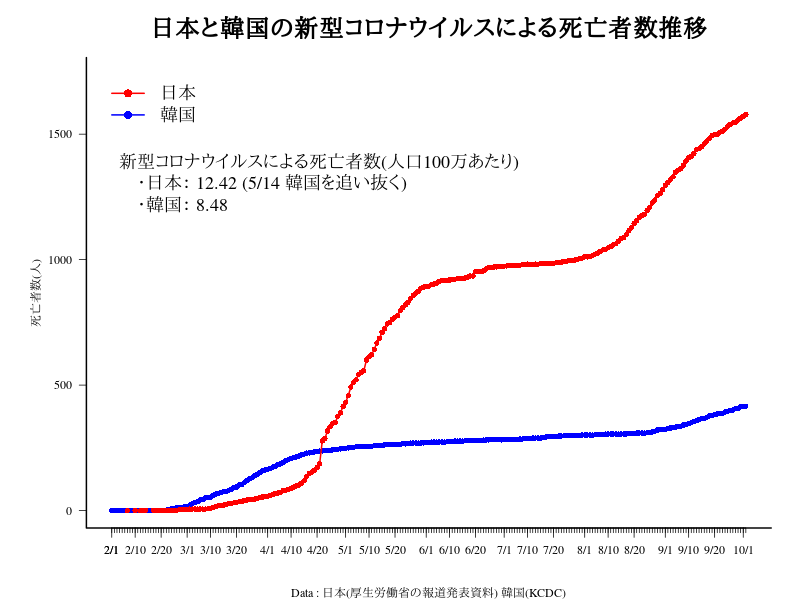 日本と韓国の新型コロナウイルスによる死亡者数推移
日本
韓国
新型コロナウイルスによる死亡者数(人口100万あたり)
・日本： 12.42 (5/14 韓国を追い抜く)
・韓国： 8.48
死亡者数(人)
1500
1000
500
0
2/1 2/10 2/20 3/1 3/10 3/20 4/1 4/10 4/20 5/1 5/10 5/20 6/1 6/10 6/20 7/1 7/10 7/20 8/1 8/10 8/20 9/1 9/10 9/20 10/1
Data : 日本(厚生労働省の報道発表資料) 韓国(KCDC)